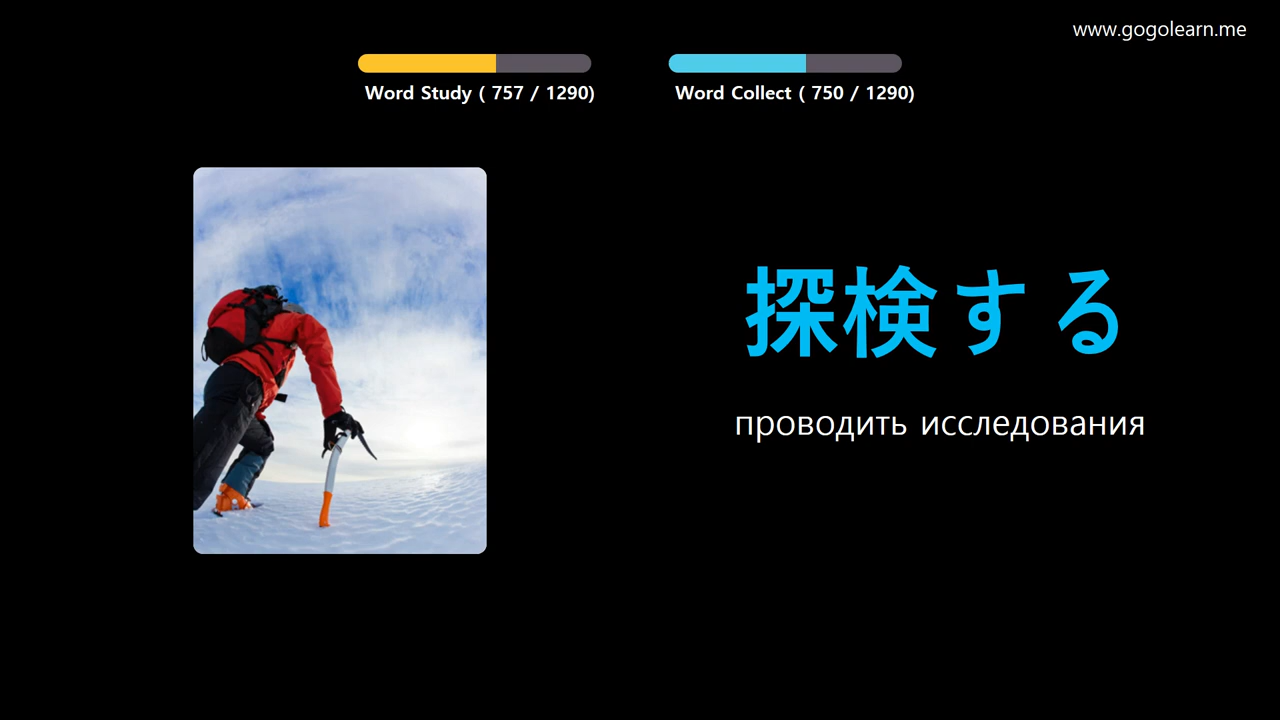 www.gogolearn.me
Word Study ( 757 / 1290)
Word Collect ( 750 / 1290)
探検する
проводить исследования